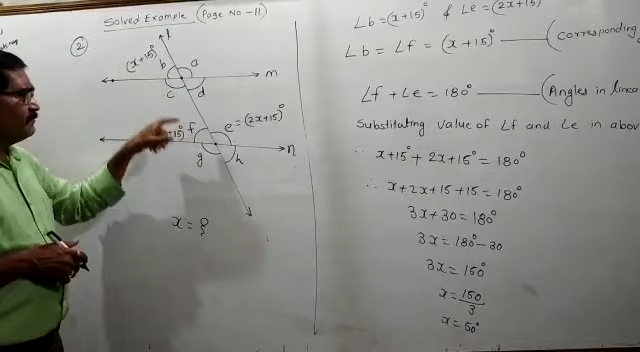 Solved Example (Page No-11)
2
l
(x+15)°
b a
m
c d
+15)° f e=(2x+15)°
n
g h
x = ?
∠b = (x+15)° & ∠e = (2x+15)
∠b = ∠f = (x+15)° — (corresponding
∠f + ∠e = 180° — (Angles in linea
Substituting value of ∠f and ∠e in abov
∴ x+15° + 2x+15° = 180°
∴ x+2x+15+15 = 180°
3x+30 = 180°
3x = 180°-30
3x = 150°
x = 150/3
x = 50°